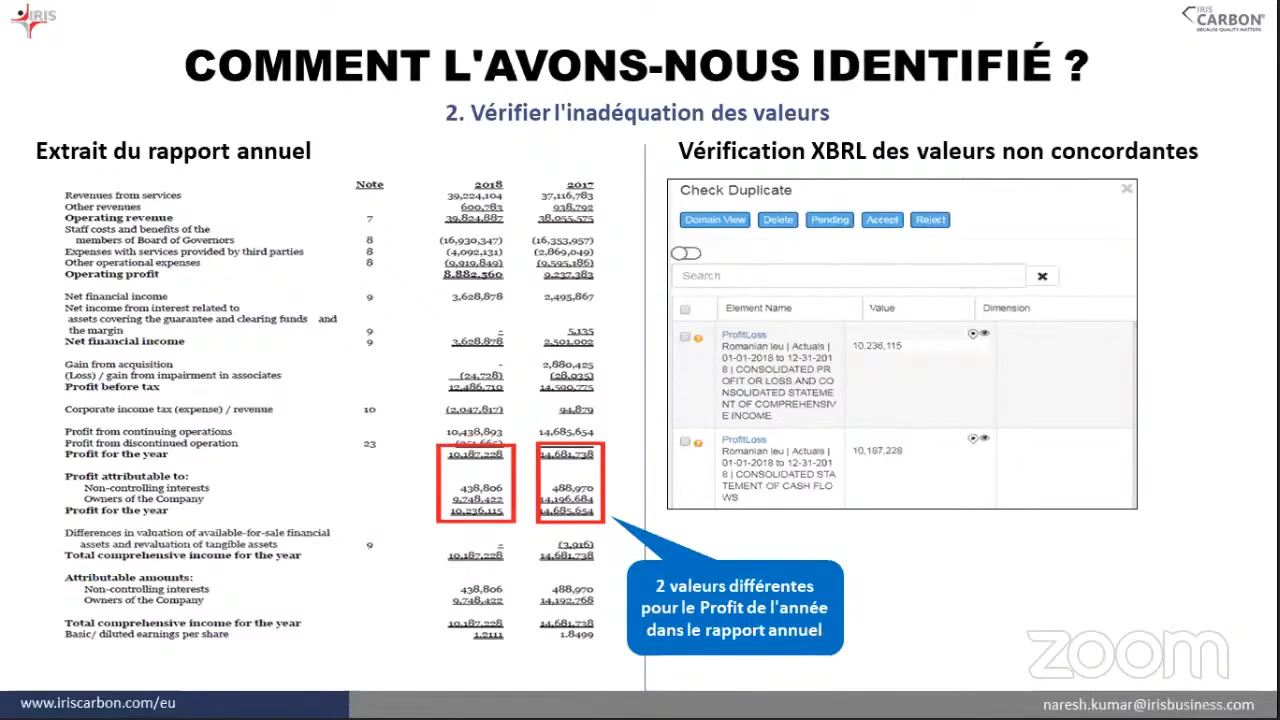 IRIS
IRIS
CARBON®
BECAUSE QUALITY MATTERS
COMMENT L'AVONS-NOUS IDENTIFIÉ ?
2. Vérifier l'inadéquation des valeurs
Extrait du rapport annuel
Note 2018 2017
Revenues from services 39,224,104 37,116,783
Other revenues 600,783 938,792
Operating revenue 7 39,824,887 38,055,575
Staff costs and benefits of the
members of Board of Governors 8 (16,930,347) (16,353,957)
Expenses with services provided by third parties 8 (4,092,131) (2,869,049)
Other operational expenses 8 (9,919,849) (9,595,186)
Operating profit 8,882,560 9,237,383
Net financial income 9 3,628,878 2,495,867
Net income from interest related to
assets covering the guarantee and clearing funds and
the margin 9 - 5,135
Net financial income 9 3,628,878 2,501,002
Gain from acquisition - 2,880,425
(Loss) / gain from impairment in associates (24,728) (28,035)
Profit before tax 12,486,710 14,590,775
Corporate income tax (expense) / revenue 10 (2,047,817) 94,879
Profit from continuing operations 10,438,893 14,685,654
Profit from discontinued operation 23
Profit for the year 10,187,228 14,681,738
Profit attributable to:
Non-controlling interests 438,806 488,970
Owners of the Company 9,748,422 14,196,684
Profit for the year 10,236,115 14,685,654
Differences in valuation of available-for-sale financial
assets and revaluation of tangible assets 9 - (3,916)
Total comprehensive income for the year 10,187,228 14,681,738
Attributable amounts:
Non-controlling interests 438,806 488,970
Owners of the Company 9,748,422 14,192,768
Total comprehensive income for the year 10,187,228 14,681,738
Basic/ diluted earnings per share 1.2111 1.8499
2 valeurs différentes
pour le Profit de l'année
dans le rapport annuel
Vérification XBRL des valeurs non concordantes
Check Duplicate
Domain View Delete Pending Accept Reject
Search
Element Name Value Dimension
ProfitLoss
Romanian leu | Actuals | 10,236,115
01-01-2018 to 12-31-201
8 | CONSOLIDATED PR
OFIT OR LOSS AND CO
NSOLIDATED STATEME
NT OF COMPREHENSIV
E INCOME
ProfitLoss
Romanian leu | Actuals | 10,187,228
01-01-2018 to 12-31-201
8 | CONSOLIDATED STA
TEMENT OF CASH FLO
WS
zoom
www.iriscarbon.com/eu
naresh.kumar@irisbusiness.com